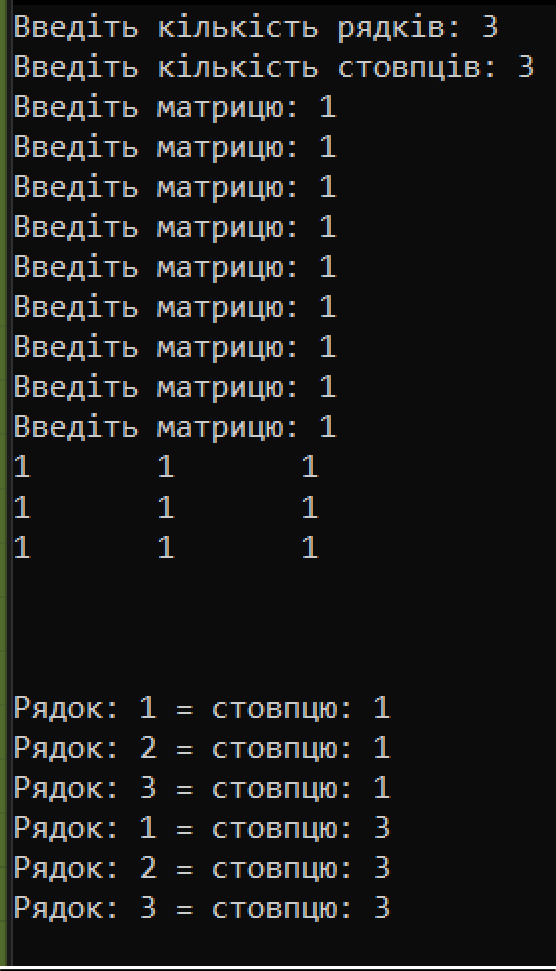 Введіть кількість рядків: 3
Введіть кількість стовпців: 3
Введіть матрицю: 1
Введіть матрицю: 1
Введіть матрицю: 1
Введіть матрицю: 1
Введіть матрицю: 1
Введіть матрицю: 1
Введіть матрицю: 1
Введіть матрицю: 1
Введіть матрицю: 1
1 1 1
1 1 1
1 1 1
Рядок: 1 = стовпцю: 1
Рядок: 2 = стовпцю: 1
Рядок: 3 = стовпцю: 1
Рядок: 1 = стовпцю: 3
Рядок: 2 = стовпцю: 3
Рядок: 3 = стовпцю: 3